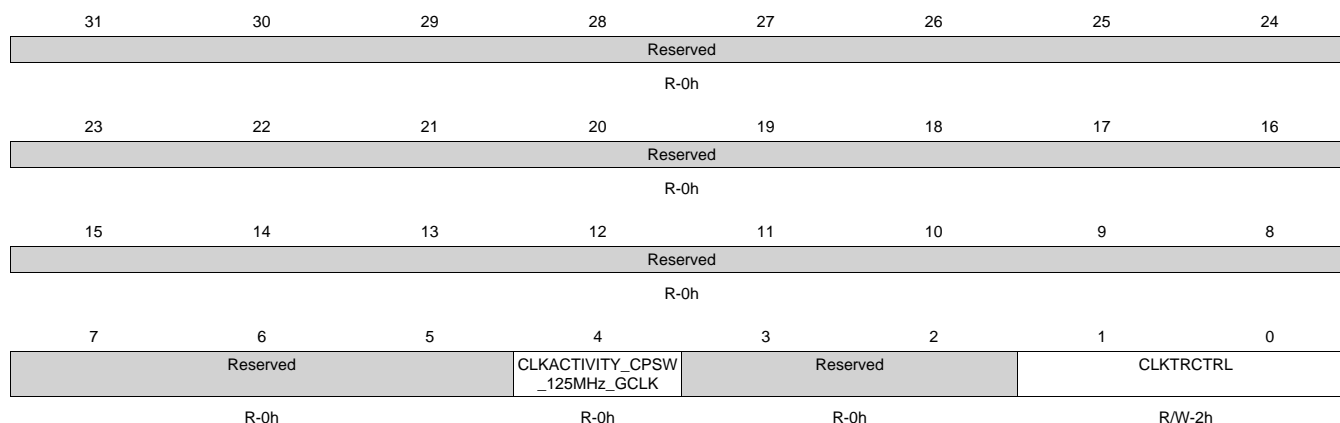 31 30 29 28 27 26 25 24
Reserved
R-0h
23 22 21 20 19 18 17 16
Reserved
R-0h
15 14 13 12 11 10 9 8
Reserved
R-0h
7 6 5 4 3 2 1 0
Reserved CLKACTIVITY_CPSW Reserved CLKTRCTRL
_125MHz_GCLK
R-0h R-0h R-0h R/W-2h